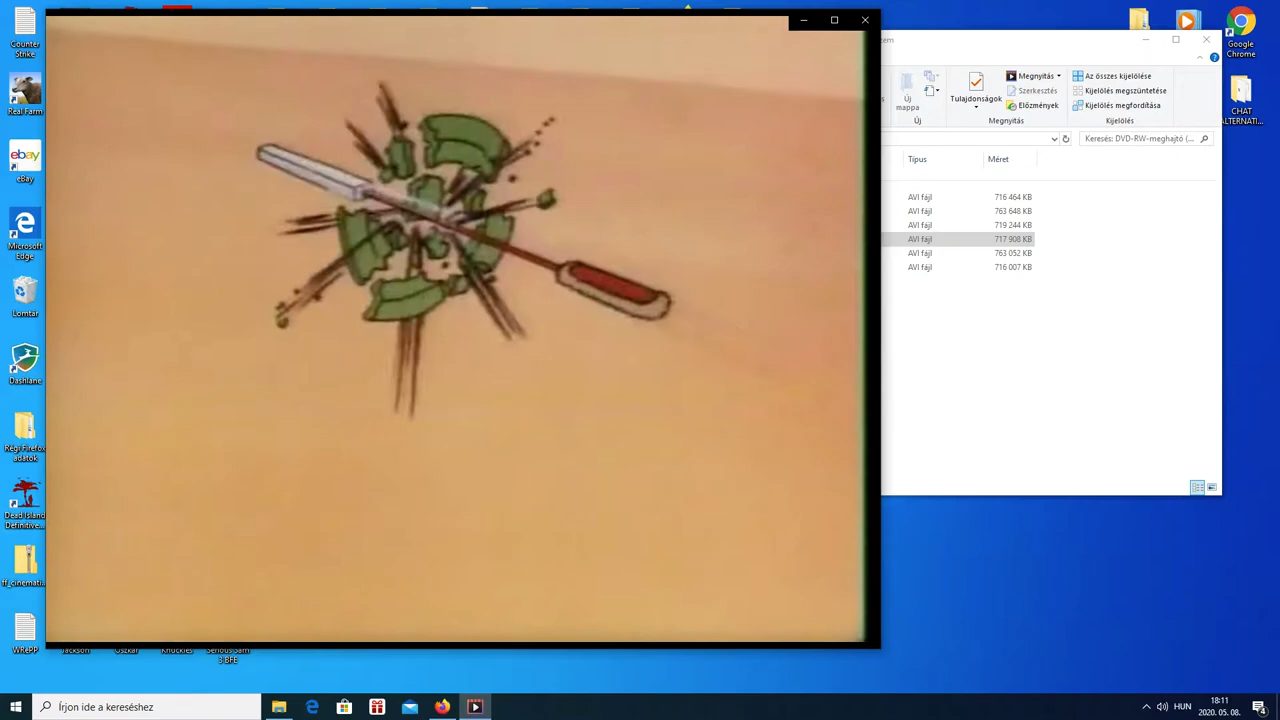 Counter
Strike
Real Farm
eBay
Microsoft
Edge
Lomtár
Dashlane
Régi Firefox
adatok
Dead Island
Definitive...
ff_cinemati...
WRePP
Jackson
Oszkár
Knuckles
Serious Sam
3 BFE
Új
mappa
Új
Tulajdonságok
Megnyitás
Szerkesztés
Előzmények
Megnyitás
Az összes kijelölése
Kijelölés megszüntetése
Kijelölés megfordítása
Kijelölés
Keresés: DVD-RW-meghajtó (...
Típus
Méret
AVI fájl 716 464 KB
AVI fájl 763 648 KB
AVI fájl 719 244 KB
AVI fájl 717 908 KB
AVI fájl 763 052 KB
AVI fájl 716 007 KB
Google
Chrome
CHAT
ALTERNATI...
Írjon ide a kereséshez
HUN
18:11
2020. 05. 08.
4